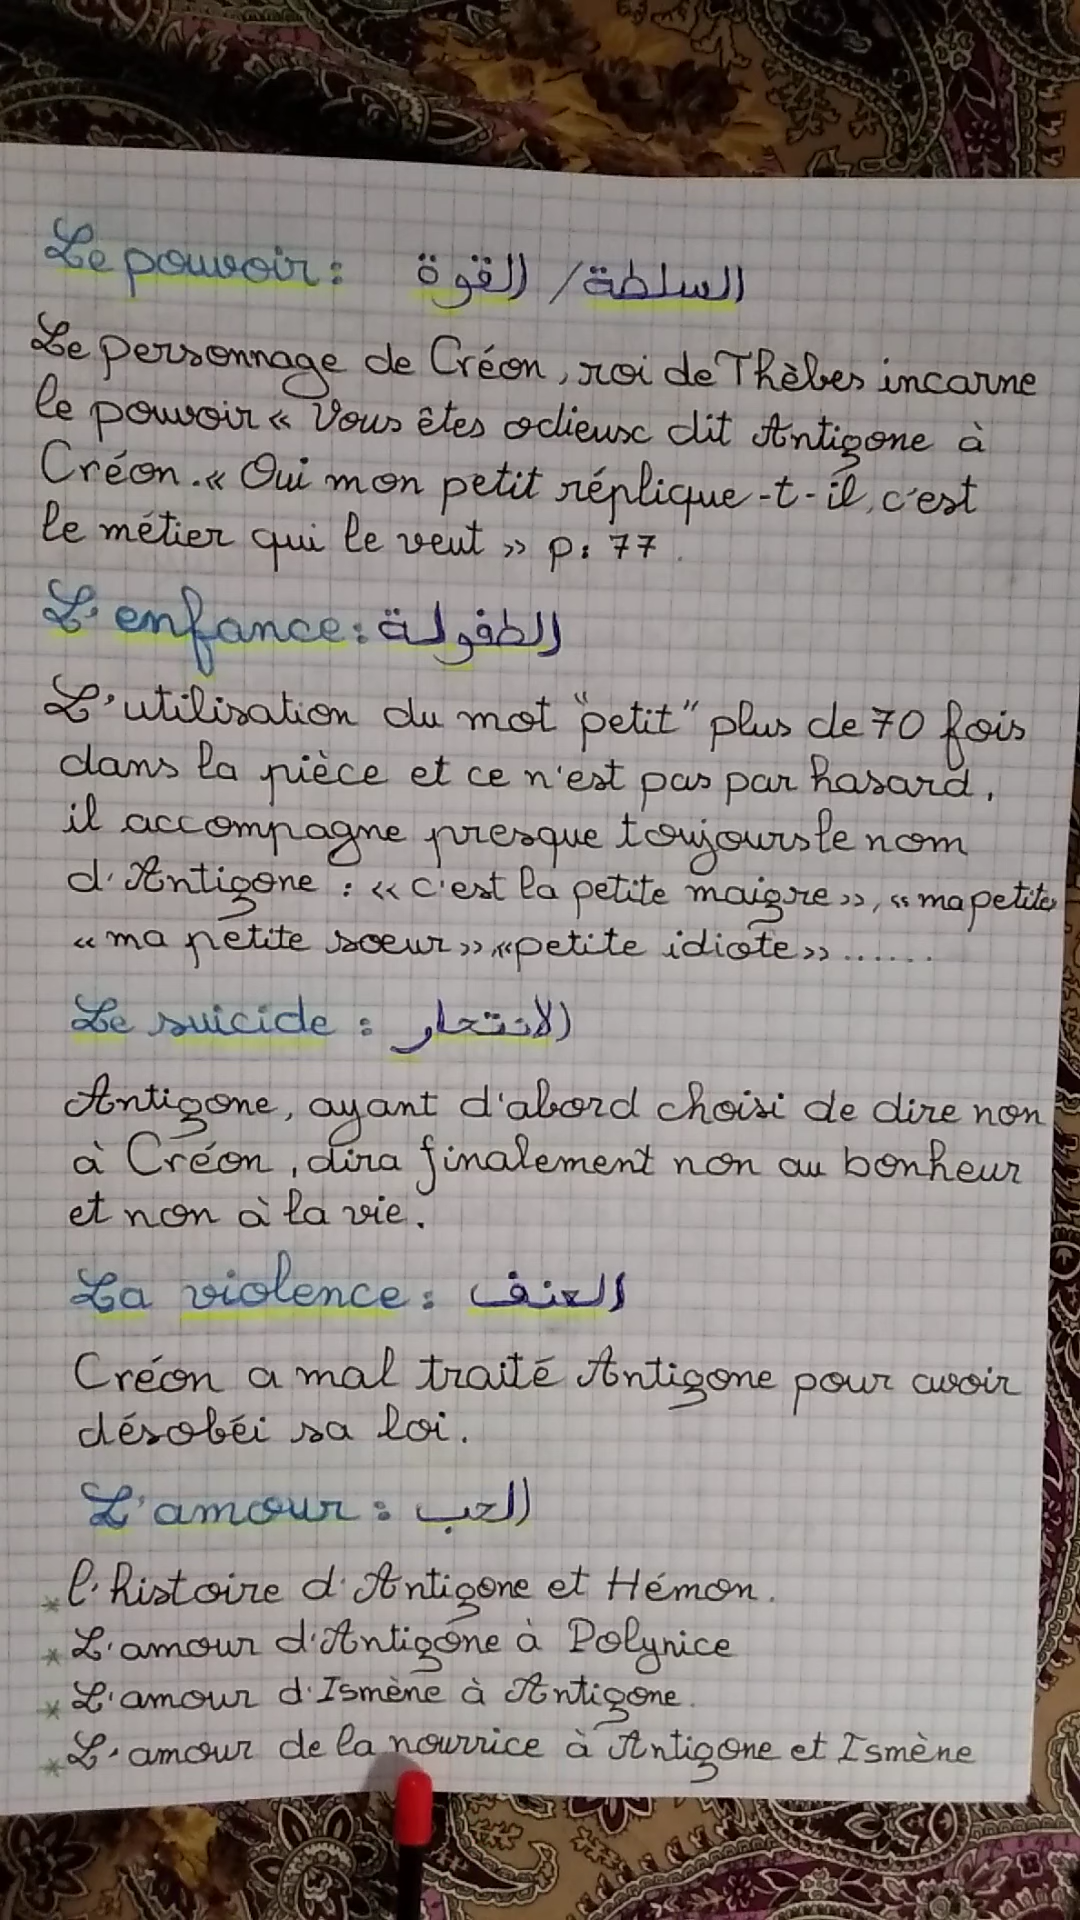 Le pouvoir : السلطة / القوة
Le personnage de Créon, roi de Thèbes incarne
le pouvoir « Vous êtes odieux dit Antigone à
Créon. « Oui mon petit réplique-t-il, c'est
le métier qui le veut » p: 77.
L'enfance : الطفولة
L'utilisation du mot "petit" plus de 70 fois
dans la pièce et ce n'est pas par hasard,
il accompagne presque toujours le nom
d'Antigone : « c'est la petite maigre », « ma petite»
« ma petite soeur », «petite idiote» ......
Le suicide : الانتحار
Antigone, ayant d'abord choisi de dire non
à Créon, dira finalement non au bonheur
et non à la vie.
La violence : العنف
Créon a mal traité Antigone pour avoir
désobéi sa loi.
L'amour : الحب
* l'histoire d'Antigone et Hémon.
* L'amour d'Antigone à Polynice
* L'amour d'Ismène à Antigone.
* L'amour de la nourrice à Antigone et Ismène